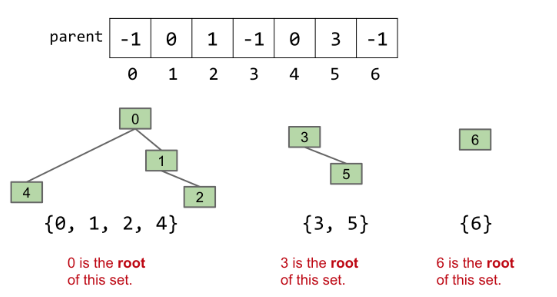 parent -1 0 1 -1 0 3 -1
0 1 2 3 4 5 6
0
3
6
1
5
4
2
{0, 1, 2, 4} {3, 5} {6}
0 is the root
of this set.
3 is the root
of this set.
6 is the root
of this set.